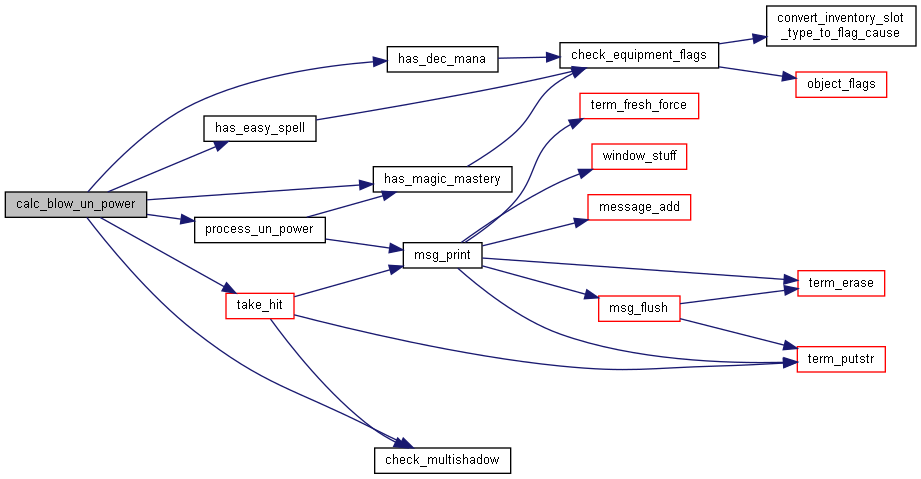 convert_inventory_slot
_type_to_flag_cause
has_dec_mana
check_equipment_flags
object_flags
term_fresh_force
has_easy_spell
window_stuff
has_magic_mastery
calc_blow_un_power
message_add
process_un_power
msg_print
term_erase
take_hit
msg_flush
term_putstr
check_multishadow